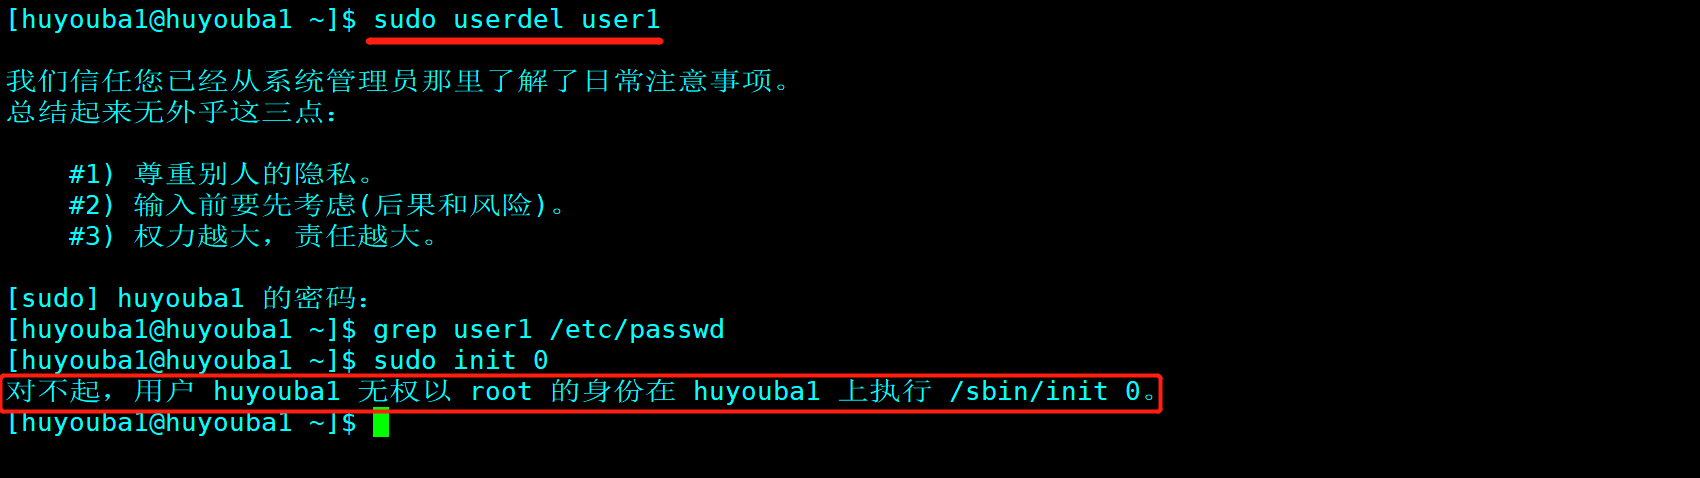 [huyouba1@huyouba1 ~]$ sudo userdel user1
我们信任您已经从系统管理员那里了解了日常注意事项。
总结起来无外乎这三点：
#1) 尊重别人的隐私。
#2) 输入前要先考虑(后果和风险)。
#3) 权力越大，责任越大。
[sudo] huyouba1 的密码：
[huyouba1@huyouba1 ~]$ grep user1 /etc/passwd
[huyouba1@huyouba1 ~]$ sudo init 0
对不起，用户 huyouba1 无权以 root 的身份在 huyouba1 上执行 /sbin/init 0。
[huyouba1@huyouba1 ~]$